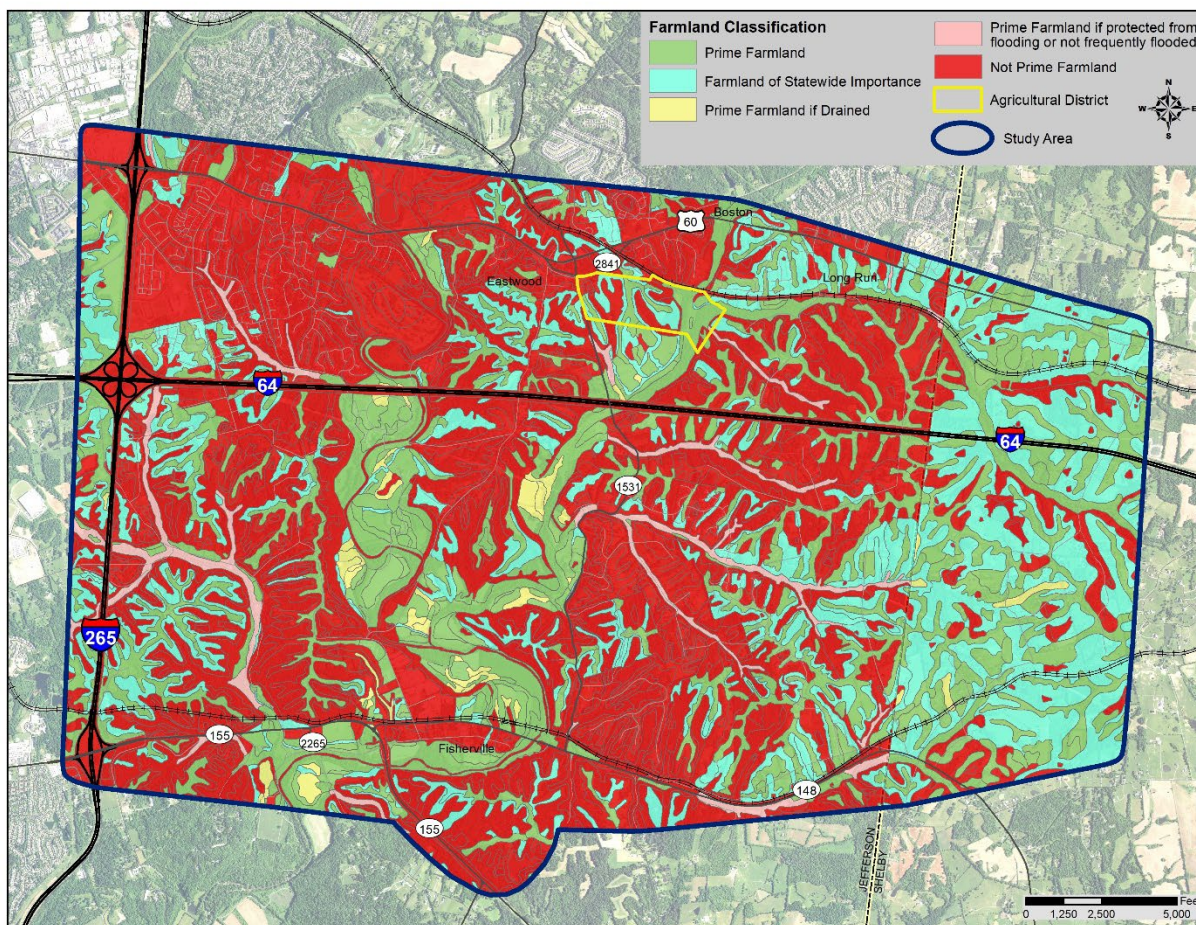 Farmland Classification
Prime Farmland
Farmland of Statewide Importance
Prime Farmland if Drained
Prime Farmland if protected from
flooding or not frequently flooded
Not Prime Farmland
Agricultural District
Study Area
N
W E
S
Boston
60
2841
Eastwood
Long Run
64
64
1531
265
155
2265
Fisherville
148
155
JEFFERSON
SHELBY
Feet
0 1,250 2,500 5,000